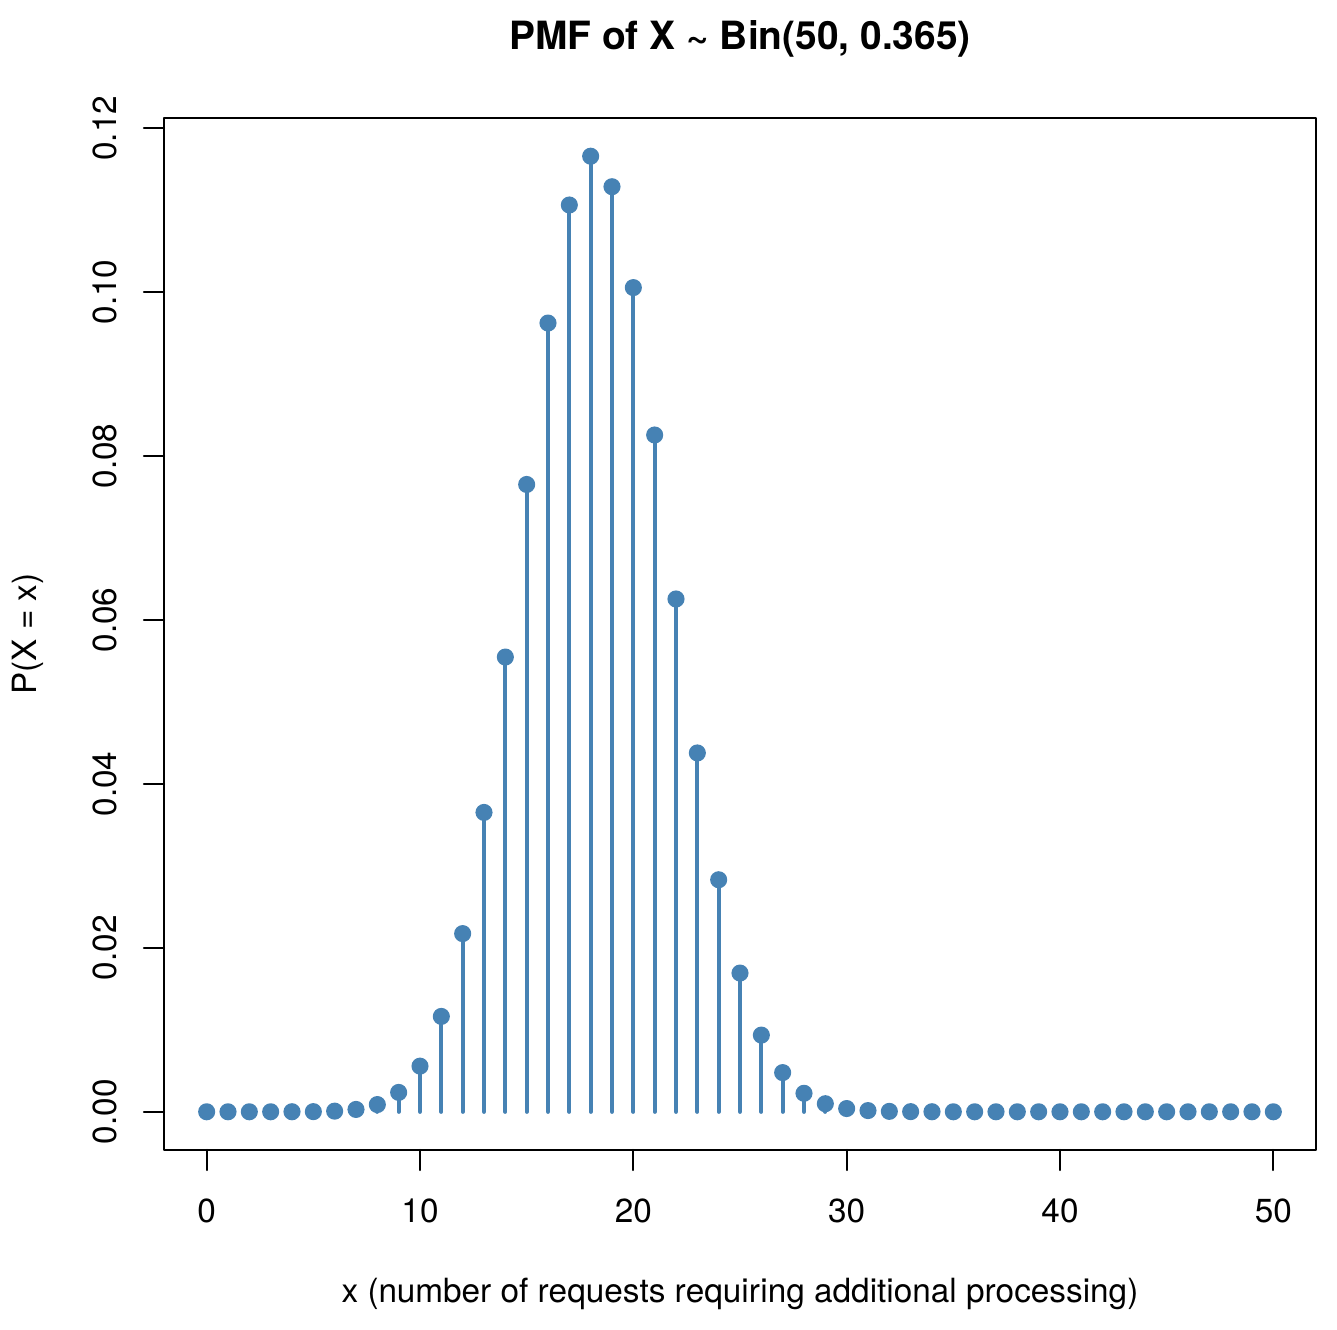 PMF of X ~ Bin(50, 0.365)
P(X = x)
0.12
0.10
0.08
0.06
0.04
0.02
0.00
0 10 20 30 40 50
x (number of requests requiring additional processing)